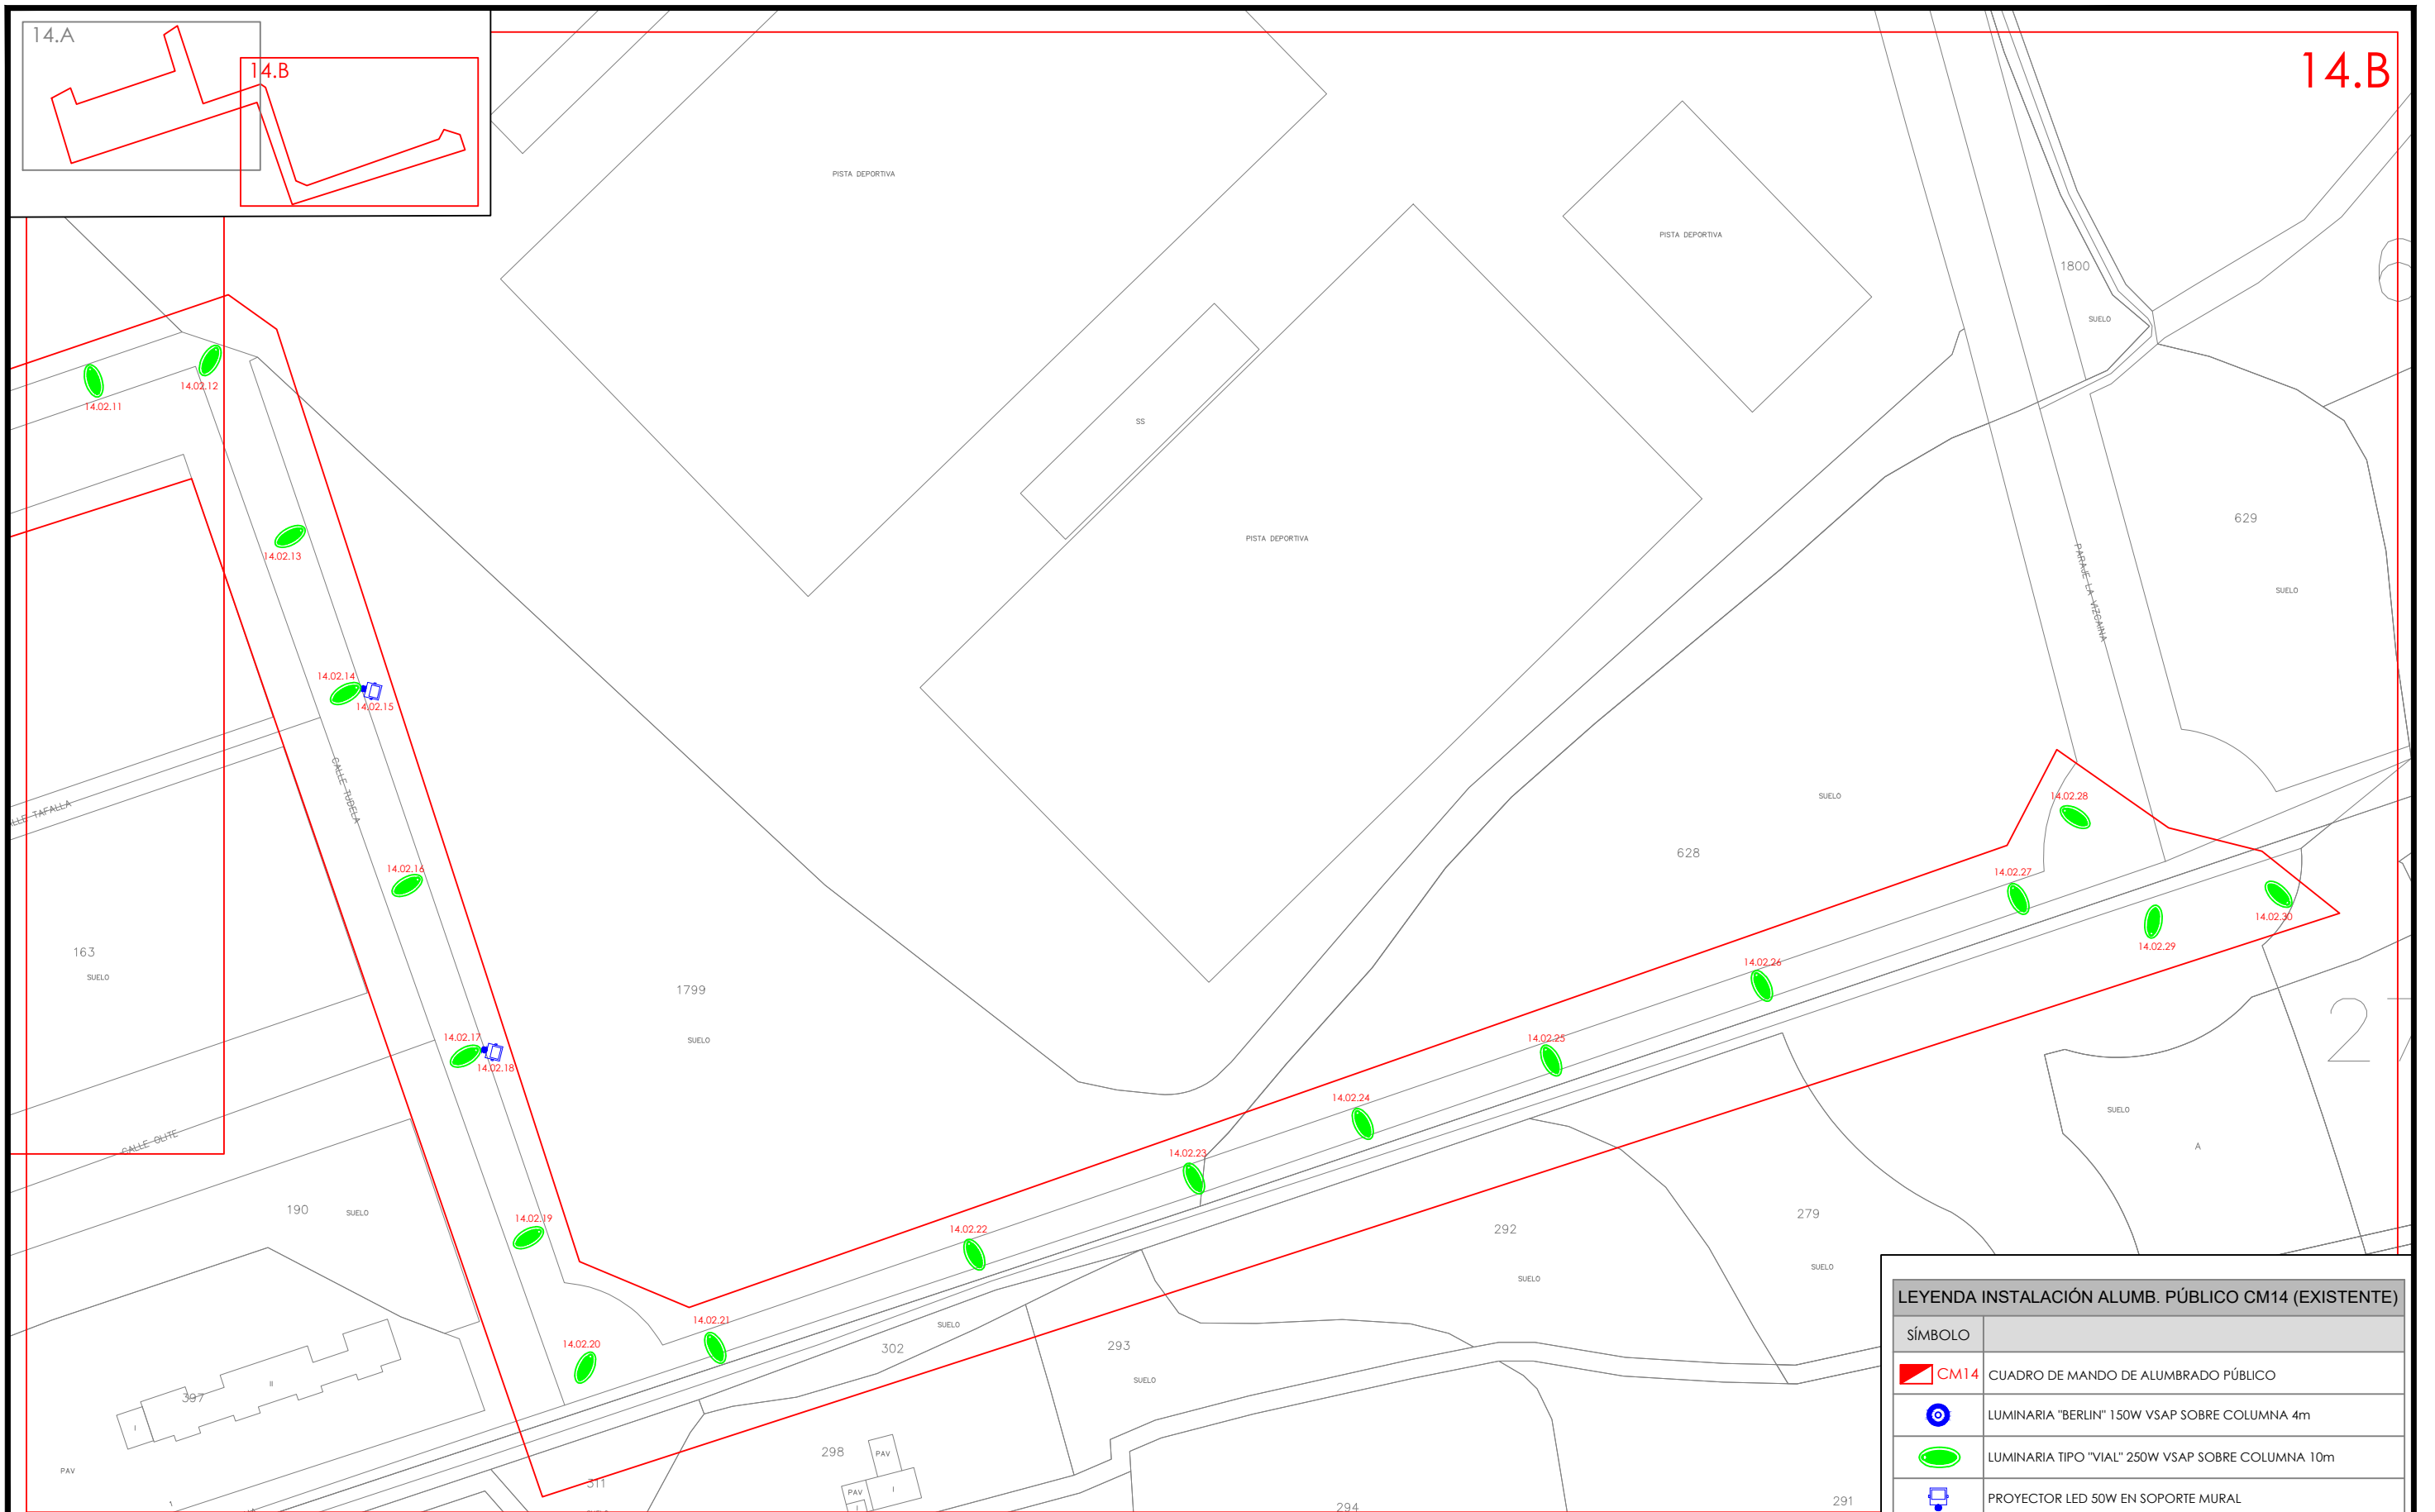 14.A
14.B
14.B
PISTA DEPORTIVA
PISTA DEPORTIVA
1800
SUELO
14.02.12
14.02.11
SS
629
14.02.13
PISTA DEPORTIVA
SUELO
PARAJE LA VIZCAINA
14.02.14
14.02.15
CALLE TUDELA
LLE TAFALLA
SUELO
14.02.28
628
14.02.16
14.02.27
14.02.30
14.02.29
163
SUELO
14.02.26
1799
SUELO
14.02.17
14.02.18
14.02.25
2
14.02.24
SUELO
A
CALLE OLITE
14.02.23
190
SUELO
14.02.19
14.02.22
292
279
SUELO
SUELO
LEYENDA INSTALACIÓN ALUMB. PÚBLICO CM14 (EXISTENTE)
SÍMBOLO
CM14 CUADRO DE MANDO DE ALUMBRADO PÚBLICO
LUMINARIA "BERLIN" 150W VSAP SOBRE COLUMNA 4m
LUMINARIA TIPO "VIAL" 250W VSAP SOBRE COLUMNA 10m
PROYECTOR LED 50W EN SOPORTE MURAL
14.02.21
SUELO
14.02.20
302
293
SUELO
II
397
I
298
PAV
PAV
PAV
I
I
311
294
291
1